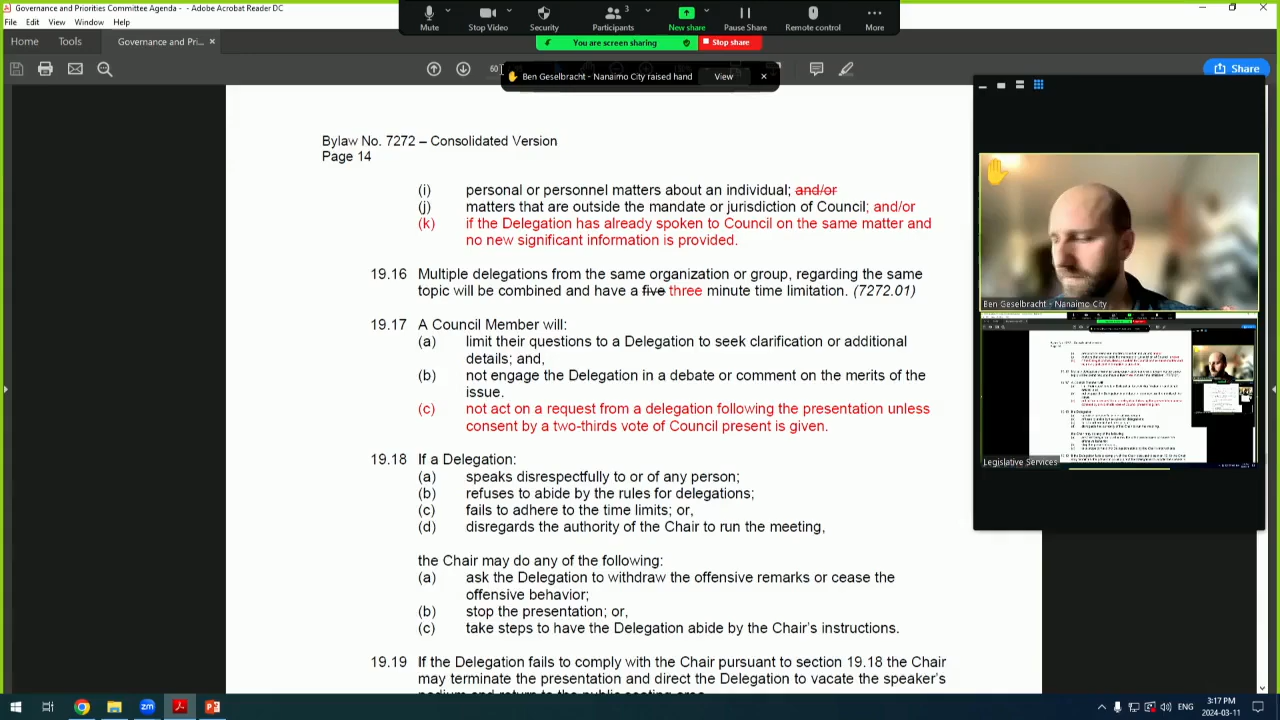 Governance and Priorities Committee Agenda - - Adobe Acrobat Reader DC
File Edit View Window Help
Mute Stop Video Security Participants 3 New share Pause Share Remote control More
Home Tools Governance and Pri... ×
You are screen sharing Stop share
60
Ben Geselbracht - Nanaimo City raised hand View ×
Share
Bylaw No. 7272 – Consolidated Version
Page 14
(i) personal or personnel matters about an individual; and/or
(j) matters that are outside the mandate or jurisdiction of Council; and/or
(k) if the Delegation has already spoken to Council on the same matter and
no new significant information is provided.
19.16 Multiple delegations from the same organization or group, regarding the same
topic will be combined and have a five three minute time limitation. (7272.01)
19.17 A Council Member will:
(a) limit their questions to a Delegation to seek clarification or additional
details; and,
(b) not engage the Delegation in a debate or comment on the merits of the
issue.
(c) not act on a request from a delegation following the presentation unless
consent by a two-thirds vote of Council present is given.
19.18 If a Delegation:
(a) speaks disrespectfully to or of any person;
(b) refuses to abide by the rules for delegations;
(c) fails to adhere to the time limits; or,
(d) disregards the authority of the Chair to run the meeting,
the Chair may do any of the following:
(a) ask the Delegation to withdraw the offensive remarks or cease the
offensive behavior;
(b) stop the presentation; or,
(c) take steps to have the Delegation abide by the Chair's instructions.
19.19 If the Delegation fails to comply with the Chair pursuant to section 19.18 the Chair
may terminate the presentation and direct the Delegation to vacate the speaker's
podium and return to the public seating area.
Ben Geselbracht - Nanaimo City
Legislative Services
ENG
3:17 PM
2024-03-11